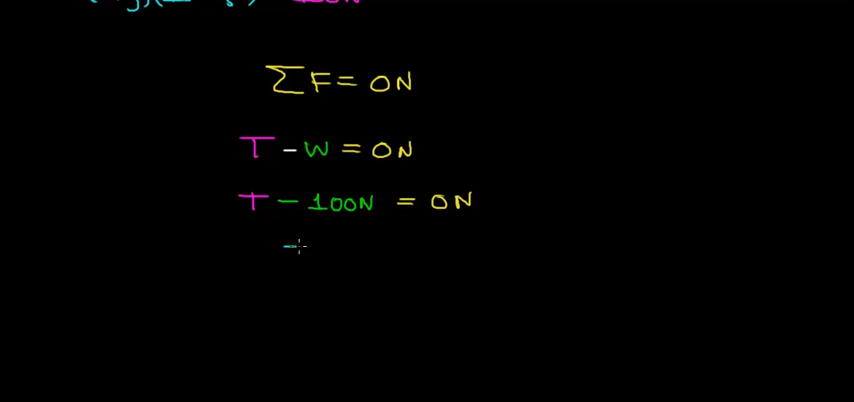 ΣF = 0N
T - W = 0N
T - 100N = 0N